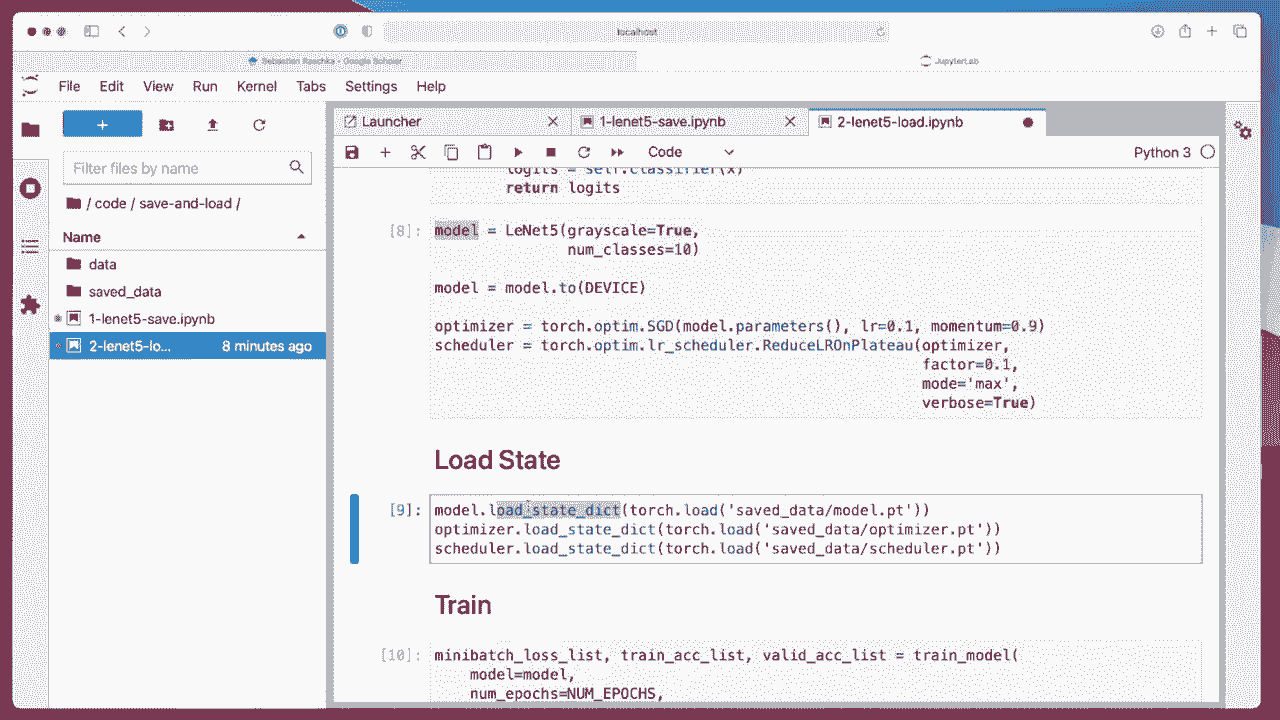 localhost
Sebastian Raschka - Google Scholar
JupyterLab
File Edit View Run Kernel Tabs Settings Help
+
Launcher
1-lenet5-save.ipynb
2-lenet5-load.ipynb
Code
Python 3
Filter files by name
/ code / save-and-load /
Name
data
saved_data
1-lenet5-save.ipynb
2-lenet5-lo... 8 minutes ago
logits = self.classifier(x)
return logits
[8]: model = LeNet5(grayscale=True,
num_classes=10)
model = model.to(DEVICE)
optimizer = torch.optim.SGD(model.parameters(), lr=0.1, momentum=0.9)
scheduler = torch.optim.lr_scheduler.ReduceLROnPlateau(optimizer,
factor=0.1,
mode='max',
verbose=True)
Load State
[9]: model.load_state_dict(torch.load('saved_data/model.pt'))
optimizer.load_state_dict(torch.load('saved_data/optimizer.pt'))
scheduler.load_state_dict(torch.load('saved_data/scheduler.pt'))
Train
[10]: minibatch_loss_list, train_acc_list, valid_acc_list = train_model(
model=model,
num_epochs=NUM_EPOCHS,